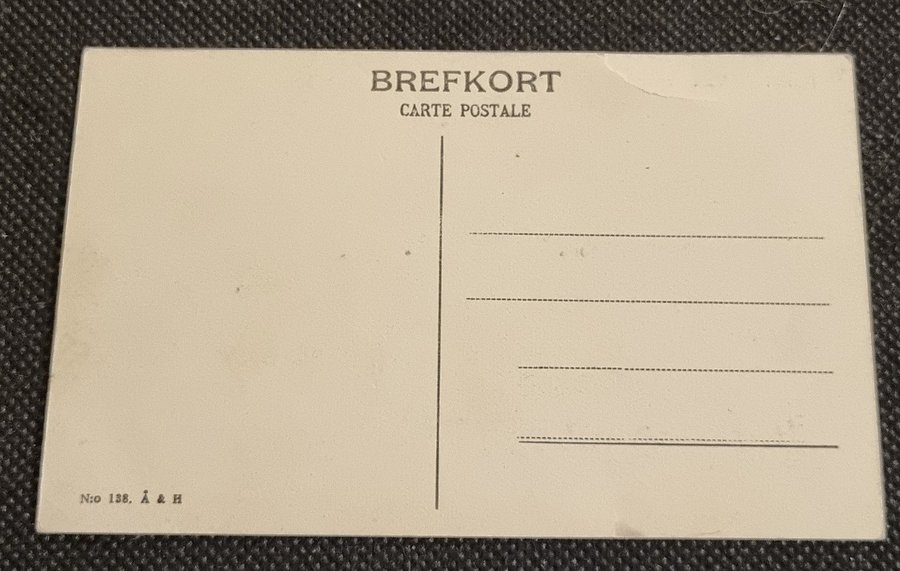 BREFKORT
CARTE POSTALE
N:o 138. Å & H